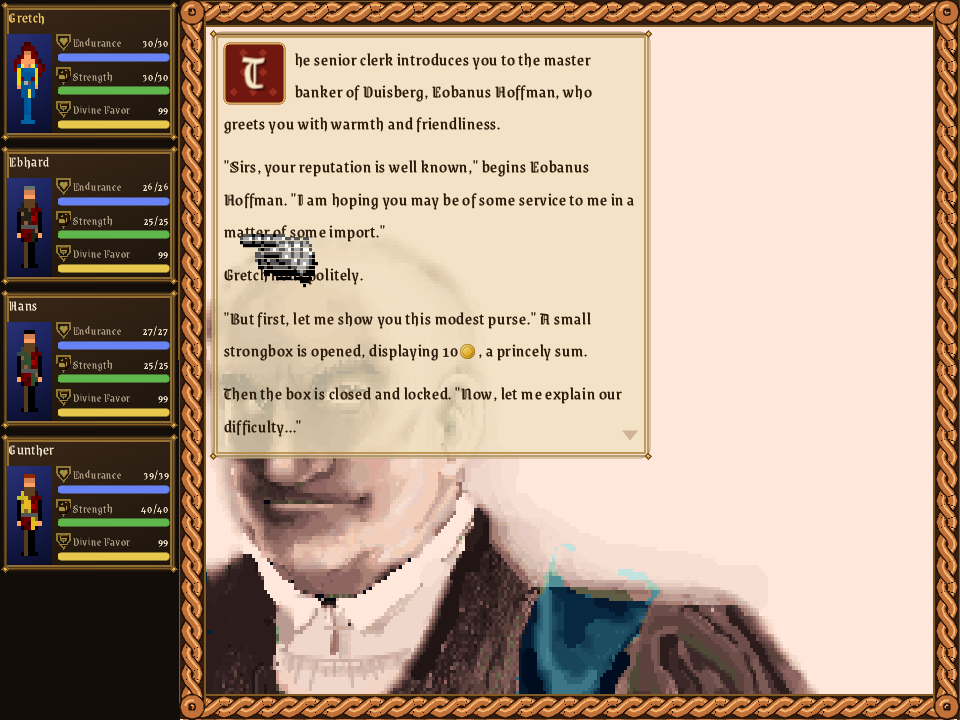 Gretch
Endurance 30/30
Strength 30/30
Divine Favor 99
Ebhard
Endurance 26/26
Strength 25/25
Divine Favor 99
Hans
Endurance 27/27
Strength 25/25
Divine Favor 99
Gunther
Endurance 39/39
Strength 40/40
Divine Favor 99
The senior clerk introduces you to the master
banker of Duisberg, Eobanus Hoffman, who
greets you with warmth and friendliness.
"Sirs, your reputation is well known," begins Eobanus
Hoffman. "I am hoping you may be of some service to me in a
matter of some import."
Gretch politely.
"But first, let me show you this modest purse." A small
strongbox is opened, displaying 10 , a princely sum.
Then the box is closed and locked. "Now, let me explain our
difficulty..."